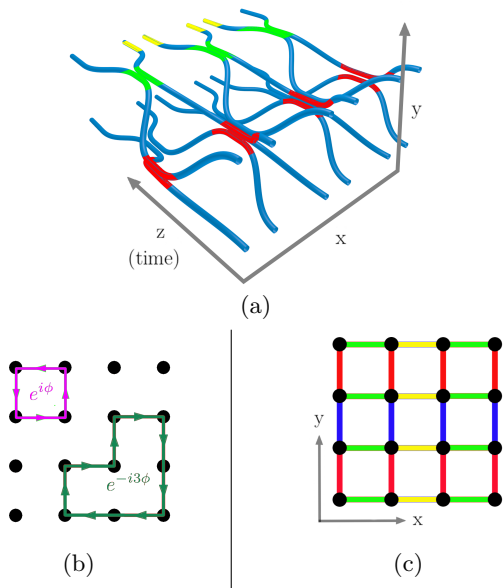 y
x
z
(time)
(a)
e^{iϕ}
e^{-i3ϕ}
(b)
y
x
(c)